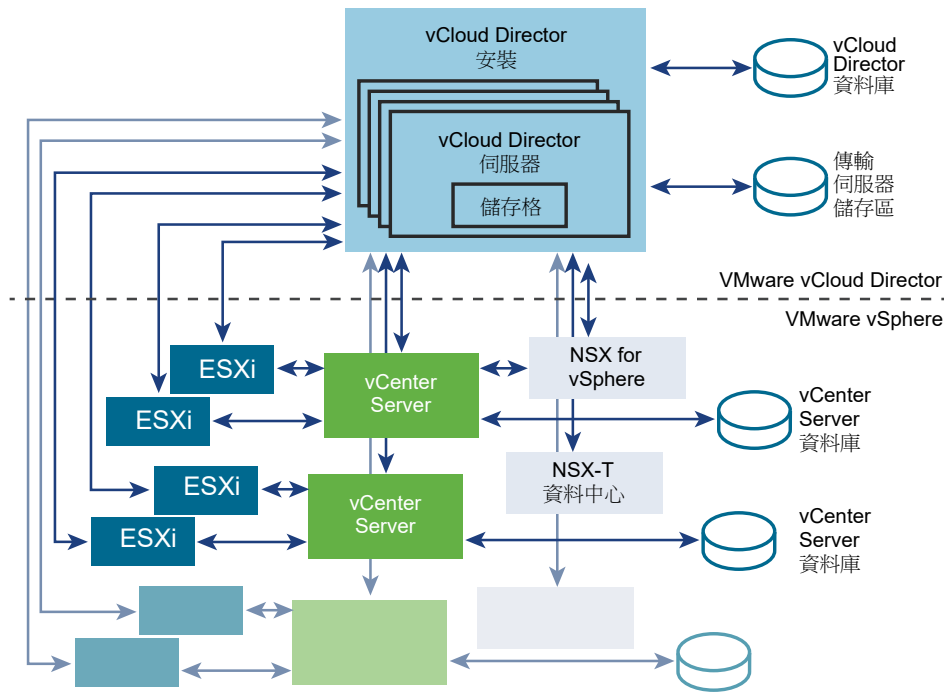 vCloud Director
安裝
vCloud Director
伺服器
儲存格
vCloud
Director
資料庫
傳輸
伺服器
儲存區
VMware vCloud Director
VMware vSphere
ESXi
ESXi
vCenter
Server
NSX for
vSphere
vCenter
Server
資料庫
ESXi
ESXi
vCenter
Server
NSX-T
資料中心
vCenter
Server
資料庫